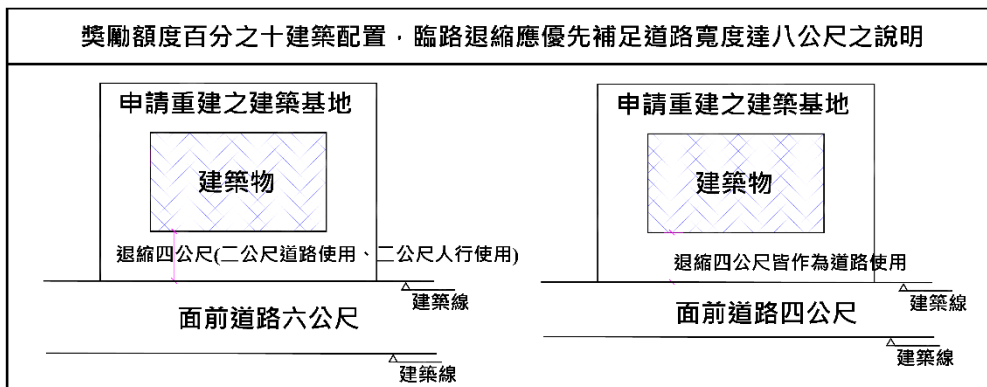 獎勵額度百分之十建築配置，臨路退縮應優先補足道路寬度達八公尺之說明
申請重建之建築基地
建築物
退縮四公尺(二公尺道路使用、二公尺人行使用)
建築線
面前道路六公尺
建築線
申請重建之建築基地
建築物
退縮四公尺皆作為道路使用
建築線
面前道路四公尺
建築線